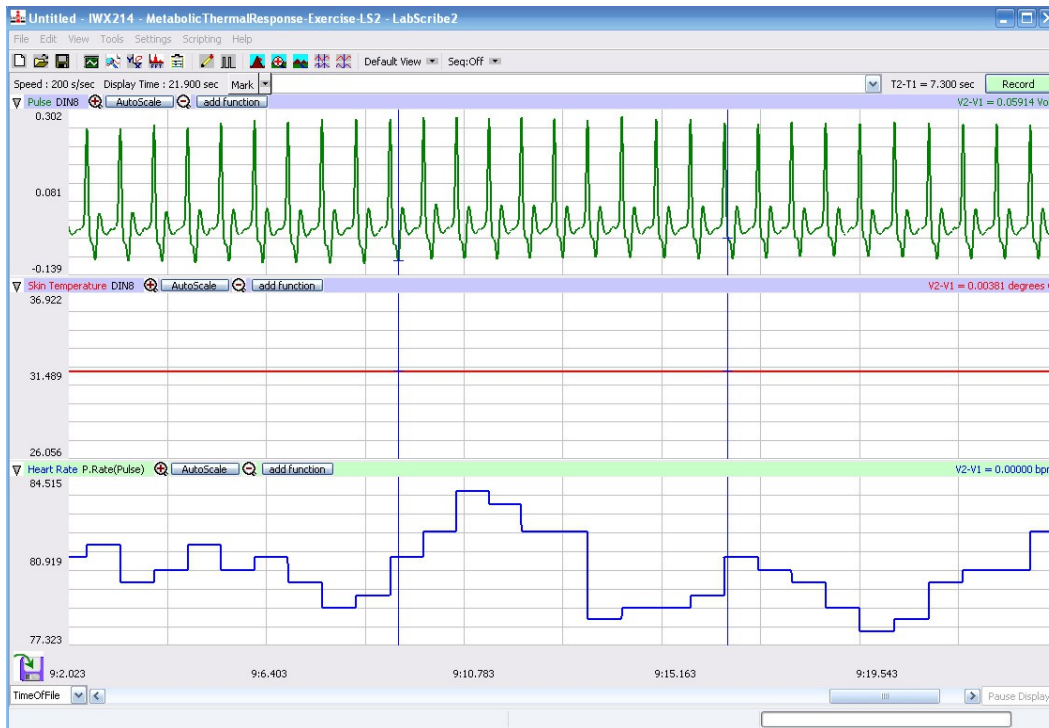 Untitled - IWX214 - MetabolicThermalResponse-Exercise-LS2 - LabScribe2
File Edit View Tools Settings Scripting Help
Default View Seq:Off
Speed : 200 s/sec Display Time : 21.900 sec Mark T2-T1 = 7.300 sec Record
Pulse DIN8 AutoScale add function V2-V1 = 0.05914 Vo
0.302
0.081
-0.139
Skin Temperature DIN8 AutoScale add function V2-V1 = 0.00381 degrees
36.922
31.489
26.056
Heart Rate P.Rate(Pulse) AutoScale add function V2-V1 = 0.00000 bpr
84.515
80.919
77.323
9:2.023 9:6.403 9:10.783 9:15.163 9:19.543
TimeOfFile Pause Display